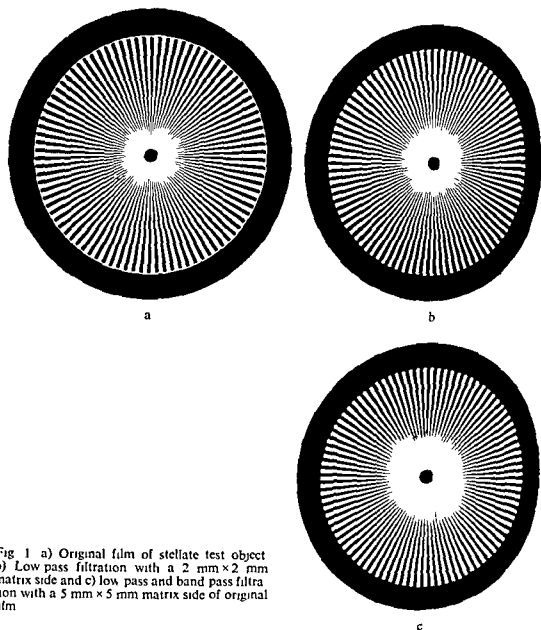 a
b
Fig 1 a) Original film of stellate test object
b) Low pass filtration with a 2 mm × 2 mm
matrix side and c) low pass and band pass filtra
tion with a 5 mm × 5 mm matrix side of original
film
c